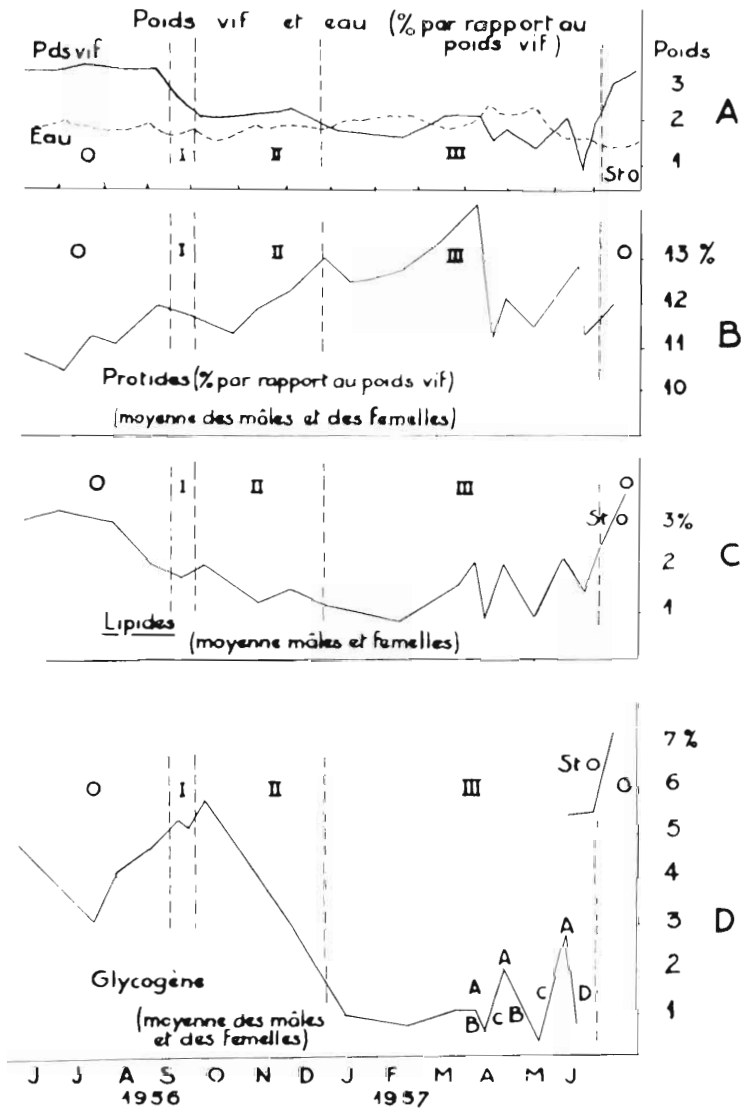 Poids vif et eau (% par rapport au
poids vif)
Pds vif
Poids
3
2
1
A
Eau
O I II III
St O
O I II III O
13 %
12
11
10
B
Protides (% par rapport au poids vif)
(moyenne des mâles et des femelles)
O I II III O
St O
3%
2
1
C
Lipides (moyenne mâles et femelles)
7 %
6
5
4
3
2
1
D
St O
O I II III O
A
A
A
B C B C D
Glycogène
(moyenne des mâles
et des femelles)
J J A S O N D J F M A M J
1956 1957